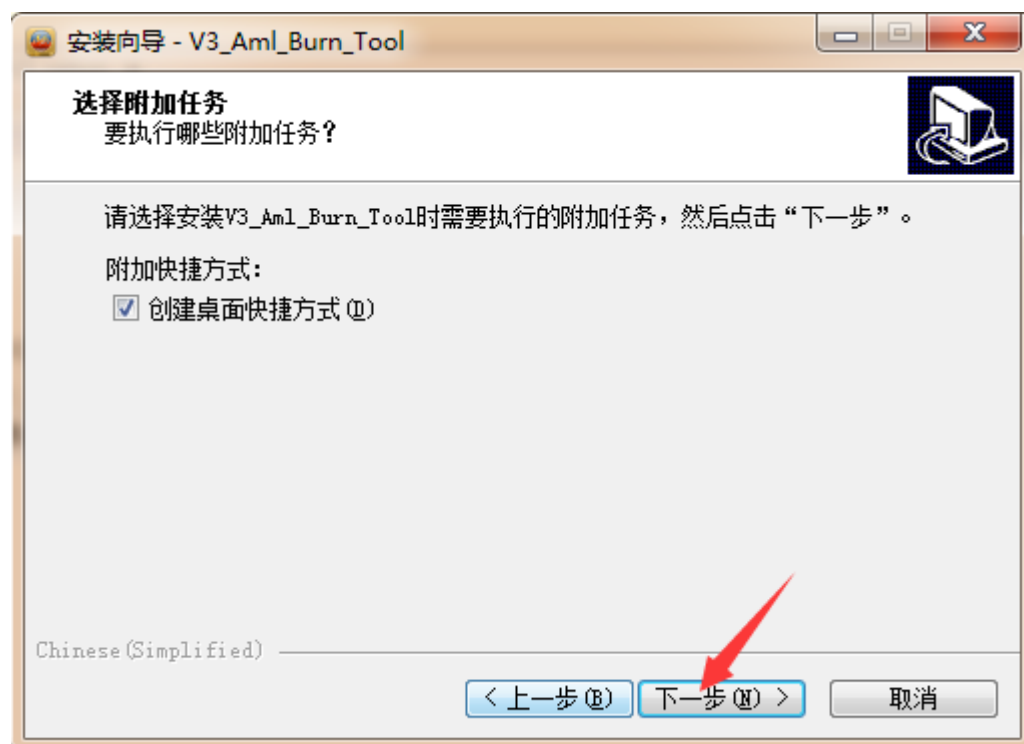 安装向导 - V3_Aml_Burn_Tool
选择附加任务
要执行哪些附加任务？
请选择安装V3_Aml_Burn_Tool时需要执行的附加任务，然后点击“下一步”。
附加快捷方式：
创建桌面快捷方式(D)
Chinese(Simplified)
< 上一步(B)
下一步(N) >
取消